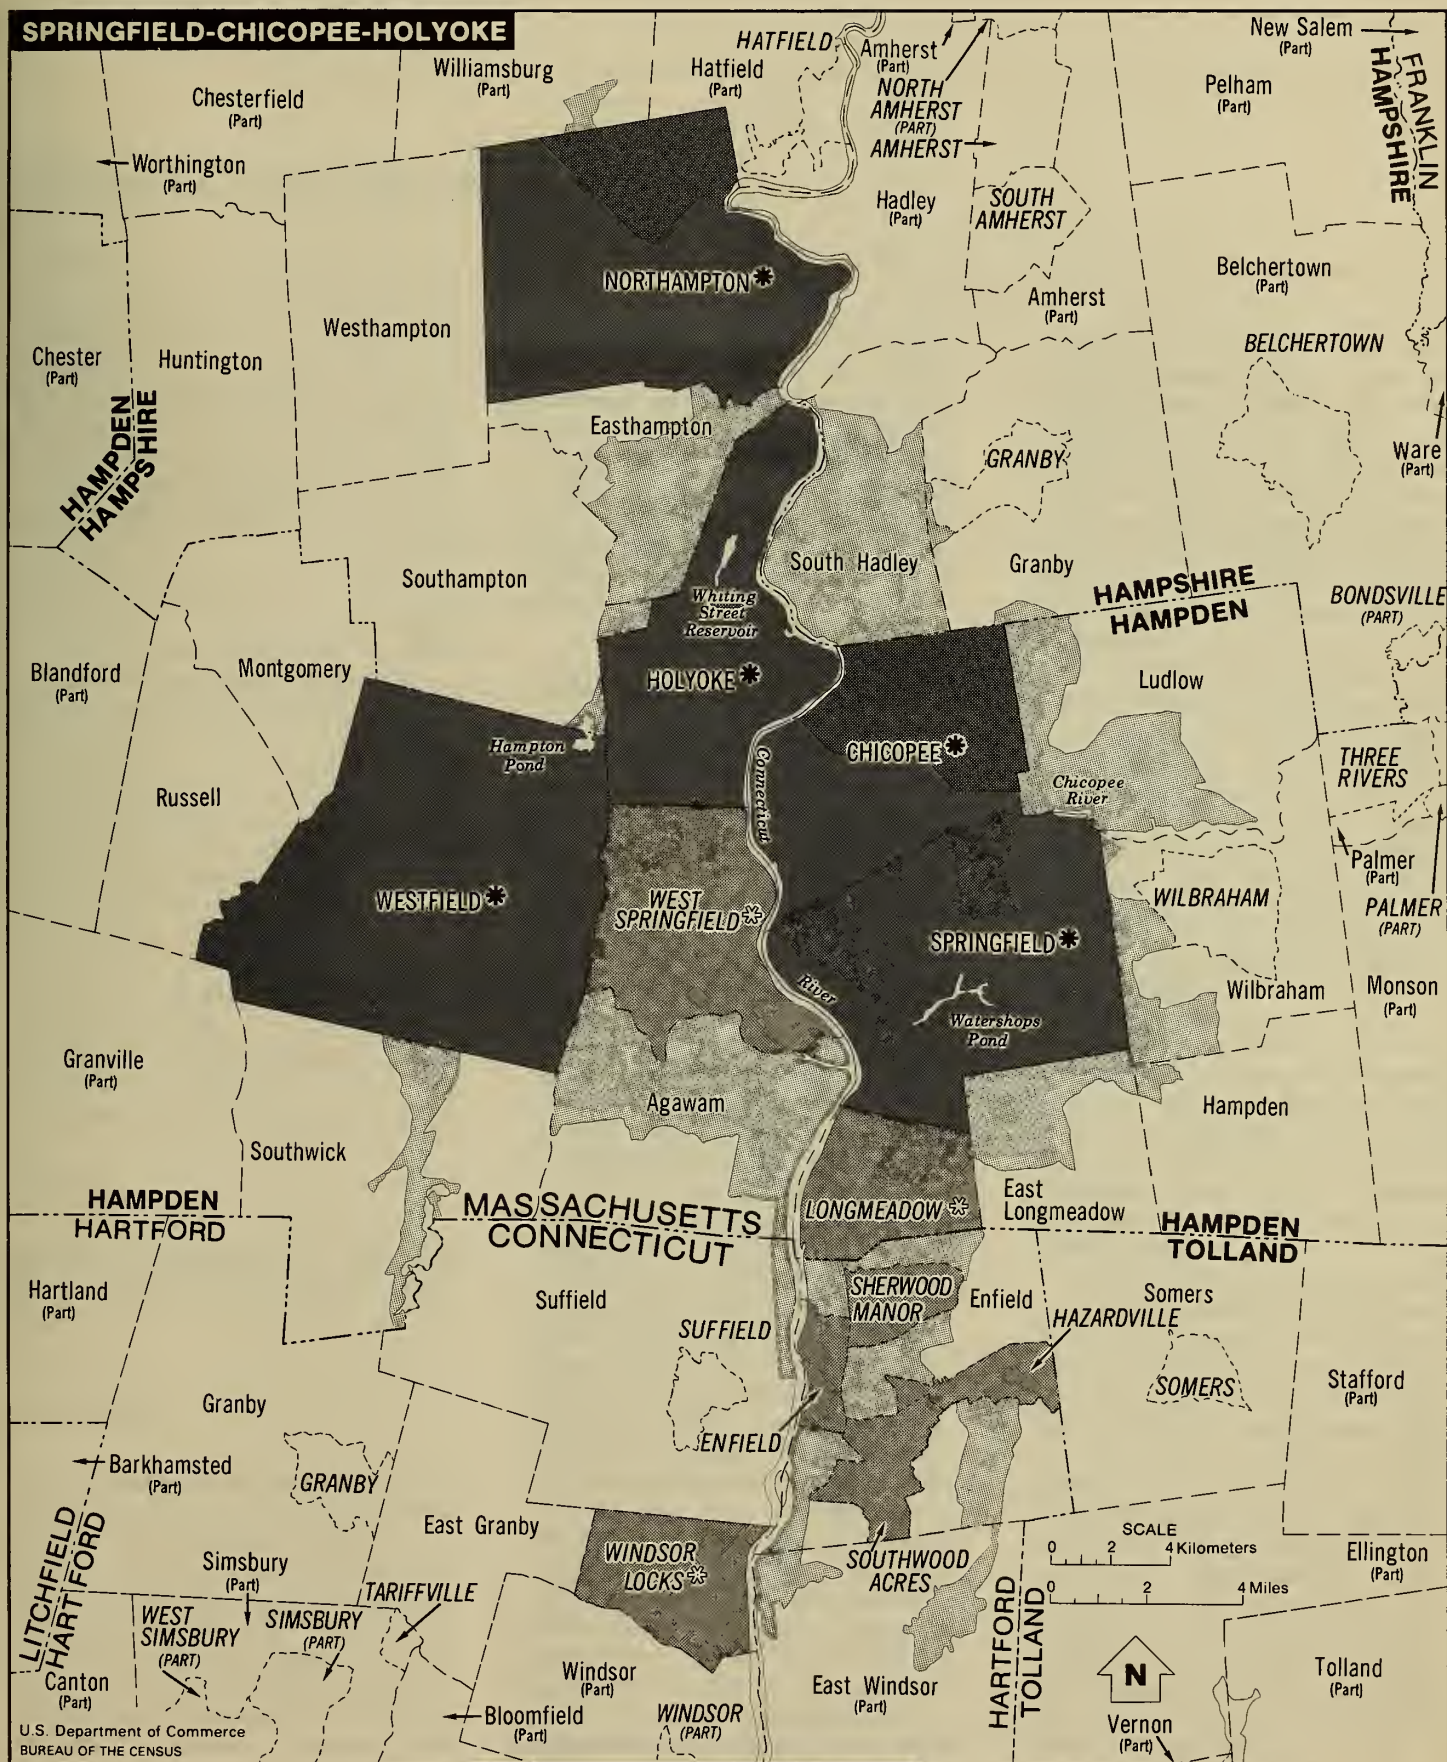 SPRINGFIELD-CHICOPEE-HOLYOKE
Chesterfield
(Part)
Williamsburg
(Part)
HATFIELD
Hatfield
(Part)
Amherst
(Part)
NORTH
AMHERST
(PART)
AMHERST
New Salem
(Part)
FRANKLIN
HAMPSHIRE
Pelham
(Part)
Worthington
(Part)
Hadley
(Part)
SOUTH
AMHERST
Belchertown
(Part)
NORTHAMPTON
Amherst
(Part)
Westhampton
Chester
(Part)
Huntington
BELCHERTOWN
HAMPDEN
HAMPSHIRE
Easthampton
GRANBY
Ware
(Part)
Southampton
South Hadley
Granby
HAMPSHIRE
HAMPDEN
BONDSVILLE
(PART)
Whiting
Street
Reservoir
Blandford
(Part)
Montgomery
HOLYOKE
Ludlow
Hampton
Pond
CHICOPEE
THREE
RIVERS
Russell
Connecticut
Chicopee
River
Palmer
(Part)
WESTFIELD
WEST
SPRINGFIELD
WILBRAHAM
PALMER
(PART)
SPRINGFIELD
River
Wilbraham
Monson
(Part)
Watershops
Pond
Granville
(Part)
Agawam
Hampden
Southwick
HAMPDEN
HARTFORD
MASSACHUSETTS
CONNECTICUT
LONGMEADOW
East
Longmeadow
HAMPDEN
TOLLAND
Hartland
(Part)
Suffield
SHERWOOD
MANOR
Enfield
Somers
HAZARDVILLE
SUFFIELD
SOMERS
Stafford
(Part)
Granby
ENFIELD
Barkhamsted
(Part)
GRANBY
LITCHFIELD
HARTFORD
East Granby
SCALE
0 2 4 Kilometers
0 2 4 Miles
Simsbury
(Part)
WINDSOR
LOCKS
SOUTHWOOD
ACRES
Ellington
(Part)
TARIFFVILLE
WEST
SIMSBURY
(PART)
SIMSBURY
(PART)
HARTFORD
TOLLAND
Canton
(Part)
Windsor
(Part)
East Windsor
(Part)
N
Tolland
(Part)
Bloomfield
(Part)
WINDSOR
(PART)
Vernon
(Part)
U.S. Department of Commerce
BUREAU OF THE CENSUS